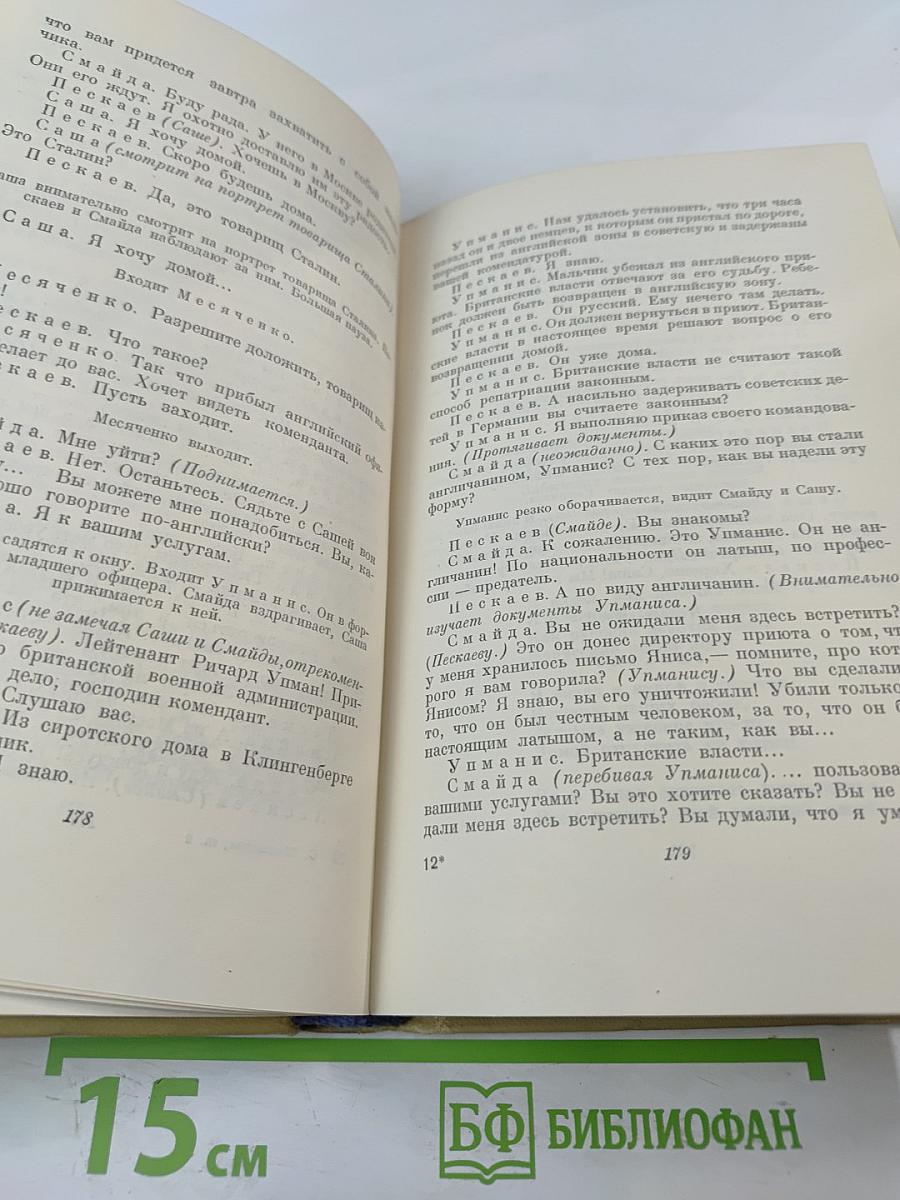 что вам придется завтра захватить с собой
чика.
Смайда. Буду рада. У него в Москве
Они его ждут. Я охотно доставлю им эту радость.
Пескаев (Саше). Хочешь в Москву?
Саша. Я хочу домой.
Пескаев. Скоро будешь дома.
Саша (смотрит на портрет товарища Сталина).
Это Сталин?
Пескаев. Да, это товарищ Сталин.
аша внимательно смотрит на портрет товарища Сталина. Пе-
скаев и Смайда наблюдают за ним. Большая пауза.
Саша. Я хочу домой...
Входит Месяченко.
Месяченко. Разрешите доложить, товарищ
!
ескаев. Что такое?
есяченко. Так что прибыл английский офи-
елает до вас. Хочет видеть коменданта.
скаев. Пусть заходит.
Месяченко выходит.
йда. Мне уйти? (Поднимается.)
аев. Нет. Останьтесь. Сядьте с Сашей вон
у... Вы можете мне понадобиться. Вы, ка-
ошо говорите по-английски?
а. Я к вашим услугам.
садятся к окну. Входит Упманис. Он в фор-
младшего офицера. Смайда вздрагивает, Саша
прижимается к ней.
с (не замечая Саши и Смайды, отрекомен-
скаеву). Лейтенант Ричард Упман! При-
о британской военной администрации.
дело, господин комендант.
Слушаю вас.
Из сиротского дома в Клингенберге
чик.
Я знаю.
178
Упманис. Нам удалось установить, что три часа
назад он и двое немцев, к которым он пристал по дороге,
перешли из английской зоны в советскую и задержаны
вашей комендатурой.
Пескаев. Я знаю.
Упманис. Мальчик убежал из английского при-
юта. Британские власти отвечают за его судьбу. Ребе-
нок должен быть возвращен в английскую зону.
Пескаев. Он русский. Ему нечего там делать.
Упманис. Он должен вернуться в приют. Британ-
ские власти в настоящее время решают вопрос о его
возвращении домой.
Пескаев. Он уже дома.
Упманис. Британские власти не считают такой
способ репатриации законным.
Пескаев. А насильно задерживать советских де-
тей в Германии вы считаете законным?
Упманис. Я выполняю приказ своего командова-
ния. (Протягивает документы.)
Смайда (неожиданно). С каких это пор вы стали
англичанином, Упманис? С тех пор, как вы надели эту
форму?
Упманис резко оборачивается, видит Смайду и Сашу.
Пескаев (Смайде). Вы знакомы?
Смайда. К сожалению. Это Упманис. Он не ан-
гличанин! По национальности он латыш, по профес-
сии — предатель.
Пескаев. А по виду англичанин. (Внимательно
изучает документы Упманиса.)
Смайда. Вы не ожидали меня здесь встретить?
(Пескаеву.) Это он донес директору приюта о том, чт
у меня хранилось письмо Яниса,— помните, про кот
рого я вам говорила? (Упманису.) Что вы сделали
Янисом? Я знаю, вы его уничтожили! Убили только
то, что он был честным человеком, за то, что он б
настоящим латышом, а не таким, как вы...
Упманис. Британские власти...
Смайда (перебивая Упманиса). ... пользова
вашими услугами? Вы это хотите сказать? Вы не
дали меня здесь встретить? Вы думали, что я ум
12*
179
15 см
БФ БИБЛИОФАН